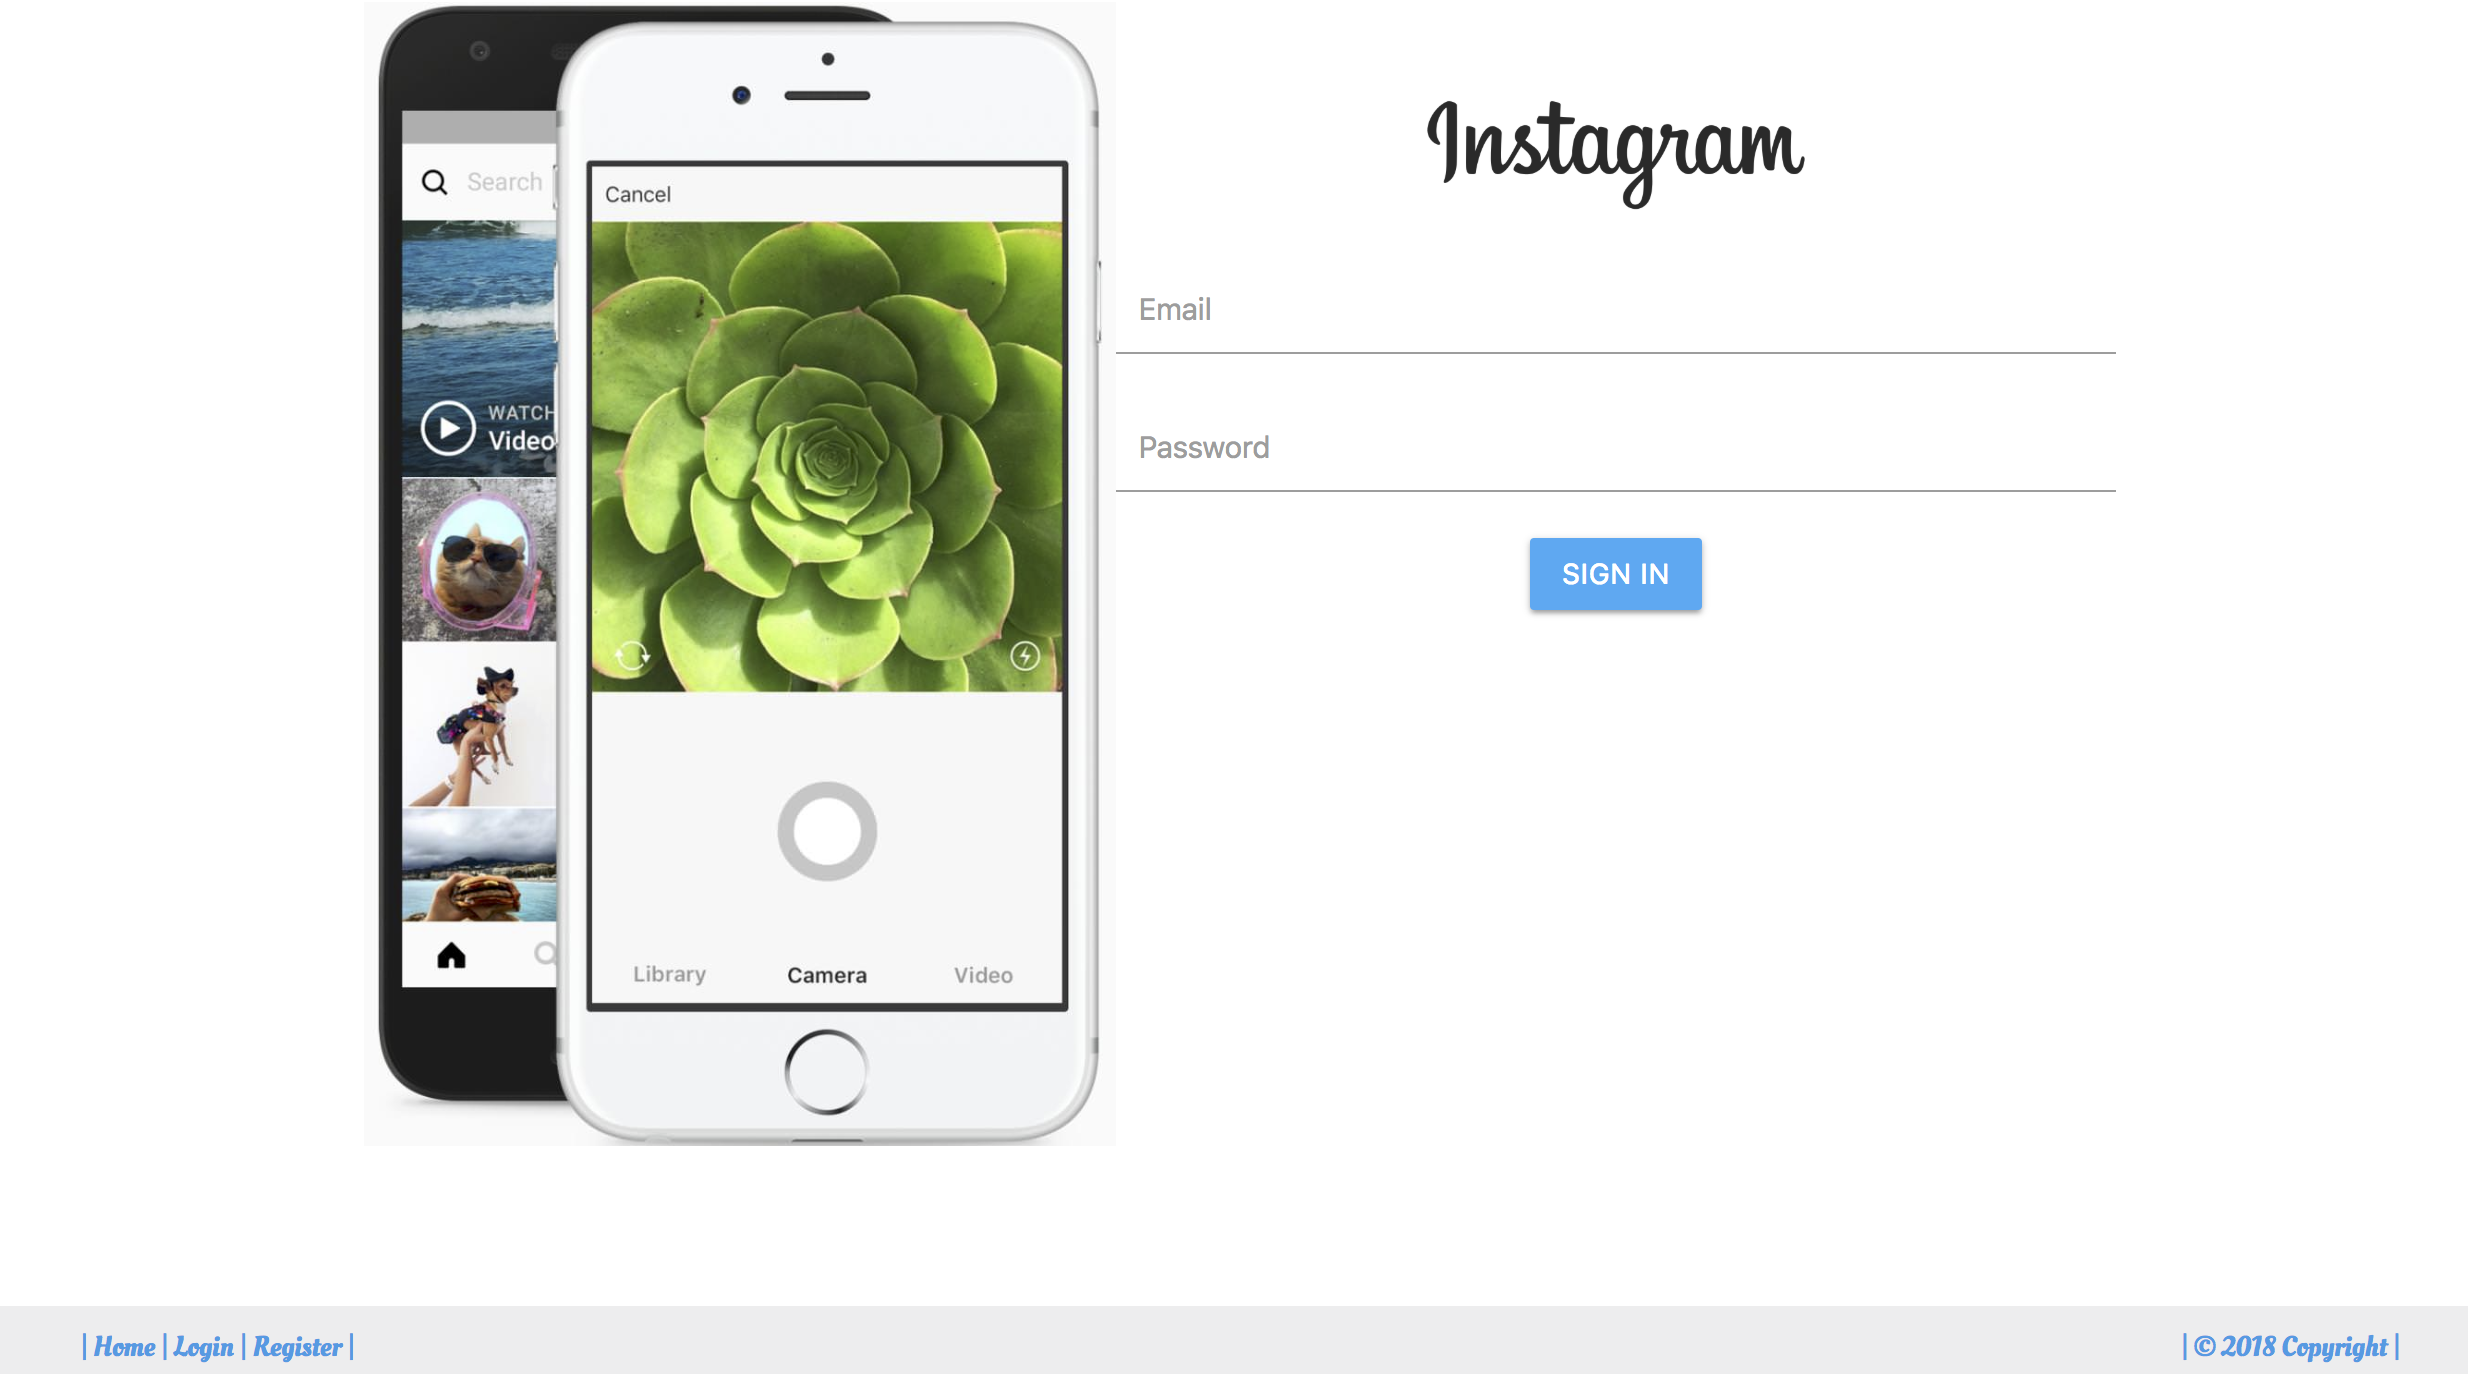 Search
WATCH
Video
Cancel
Library Camera Video
Instagram
Email
Password
SIGN IN
| Home | Login | Register |
| © 2018 Copyright |